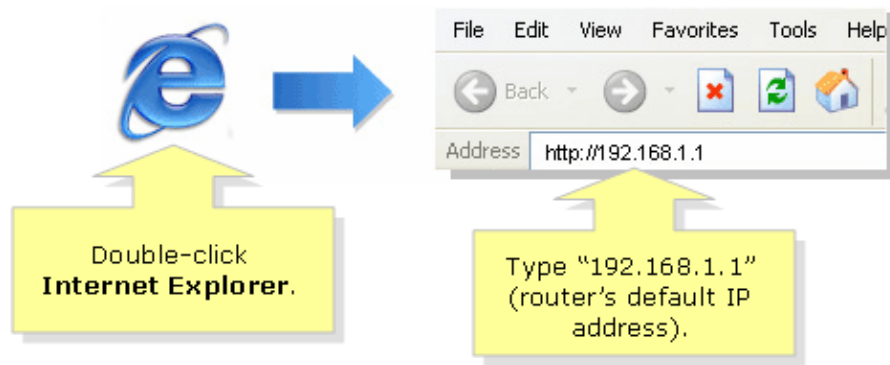 File Edit View Favorites Tools Help
Back
Address http://192.168.1.1
Double-click
Internet Explorer.
Type “192.168.1.1”
(router’s default IP
address).